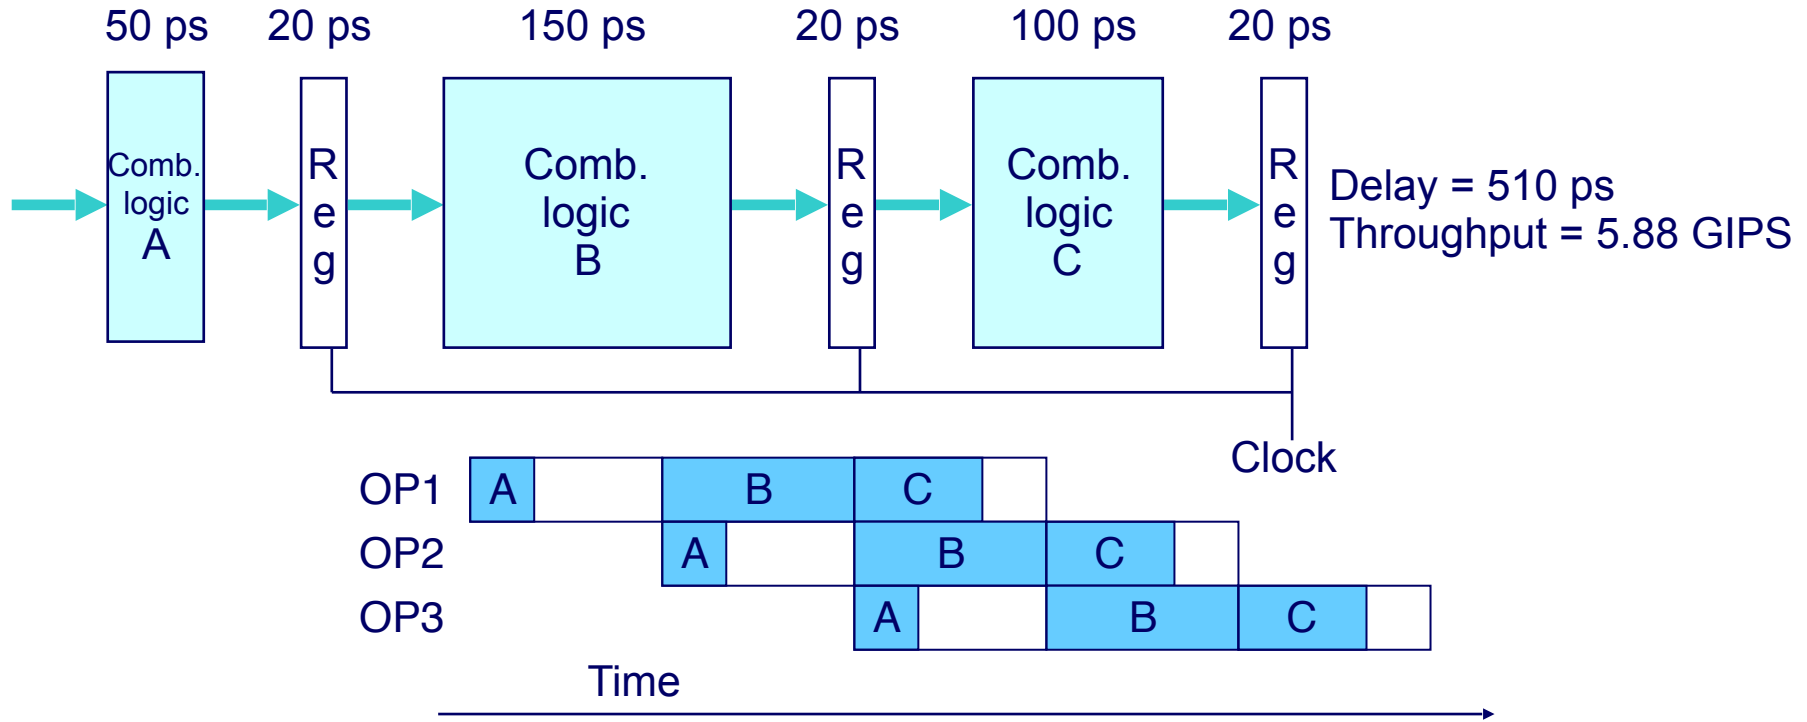 50 ps 20 ps 150 ps 20 ps 100 ps 20 ps
Comb.
logic
A
R
e
g
Comb.
logic
B
R
e
g
Comb.
logic
C
R
e
g
Delay = 510 ps
Throughput = 5.88 GIPS
Clock
OP1 A B C
OP2 A B C
OP3 A B C
Time